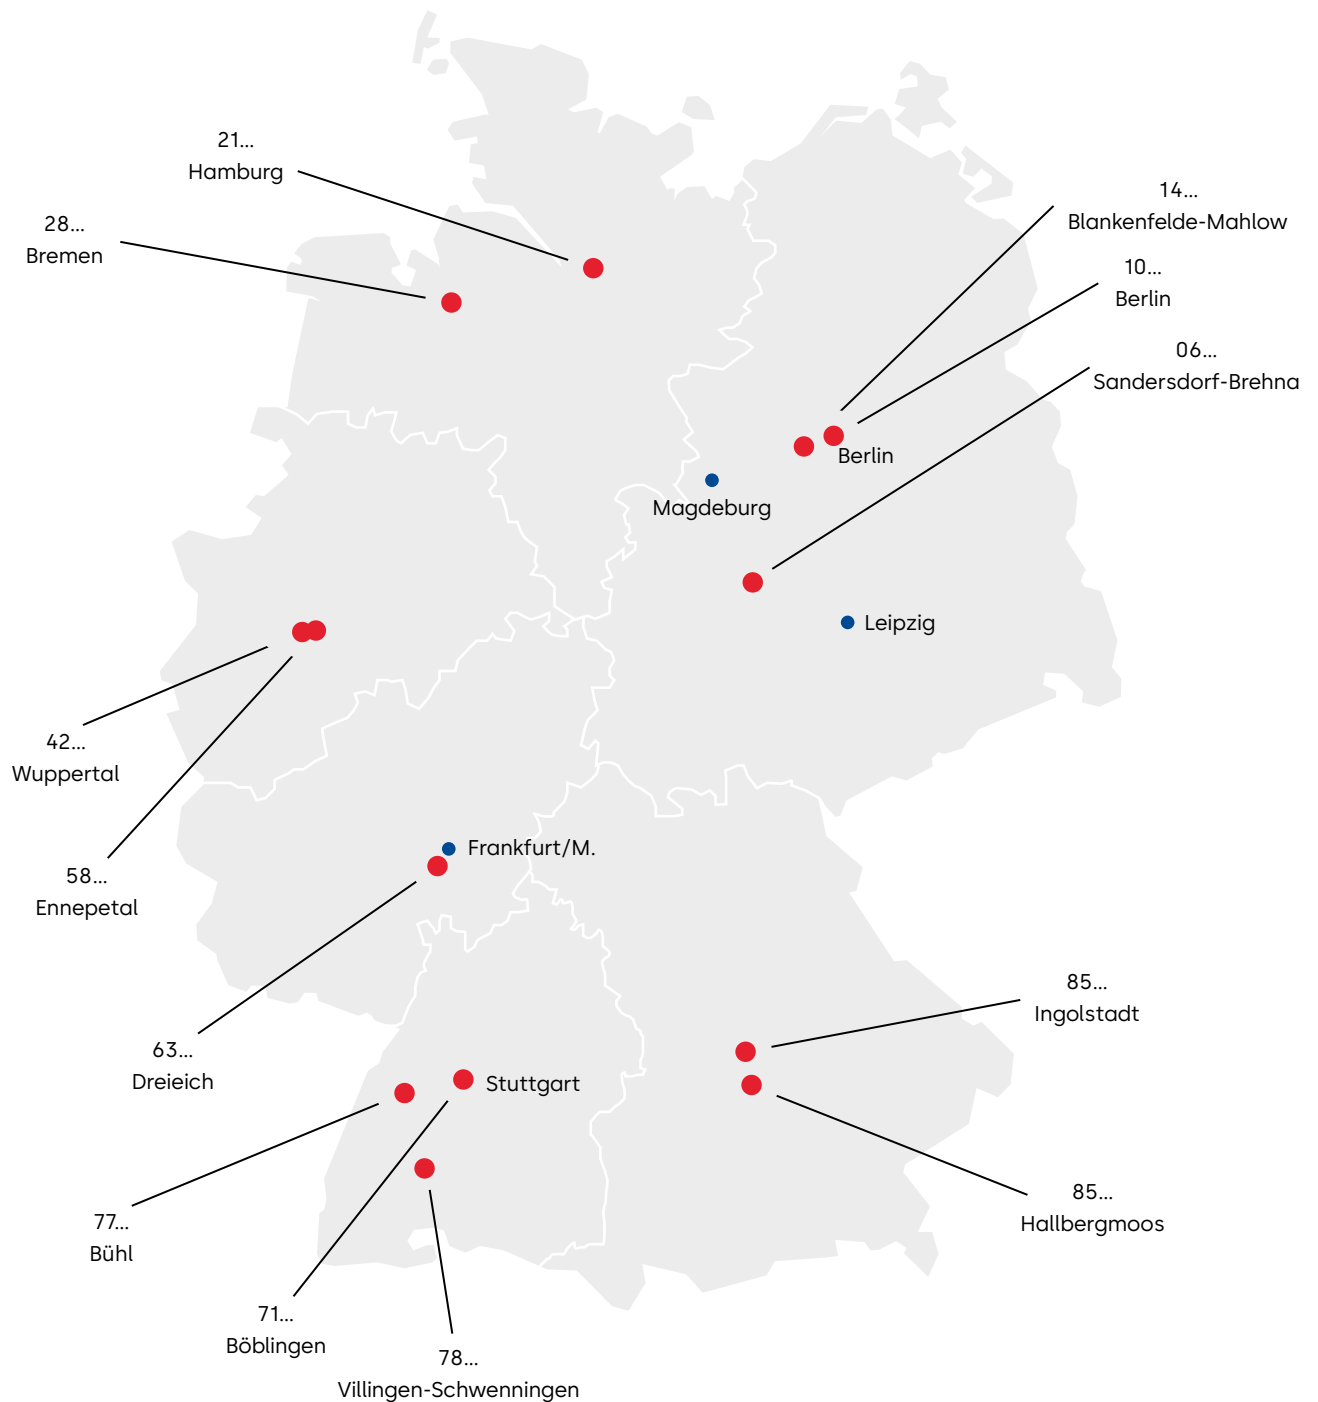 21...
Hamburg
28...
Bremen
14...
Blankenfelde-Mahlow
10...
Berlin
06...
Sandersdorf-Brehna
Berlin
Magdeburg
Leipzig
42...
Wuppertal
58...
Ennepetal
Frankfurt/M.
63...
Dreieich
85...
Ingolstadt
Stuttgart
85...
Hallbergmoos
77...
Bühl
71...
Böblingen
78...
Villingen-Schwenningen